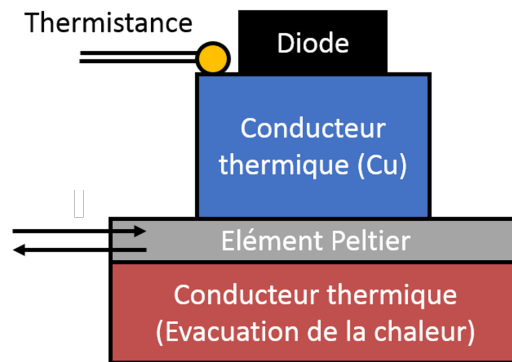 Thermistance
Diode
Conducteur
thermique (Cu)
Elément Peltier
Conducteur thermique
(Evacuation de la chaleur)